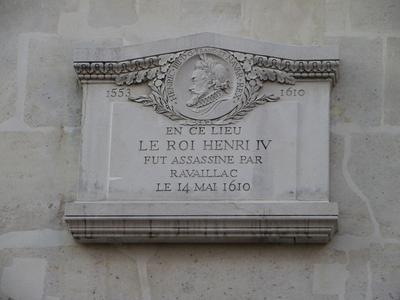 1553 1610
EN CE LIEU
LE ROI HENRI IV
FUT ASSASSINE PAR
RAVAILLAC
LE 14 MAI 1610